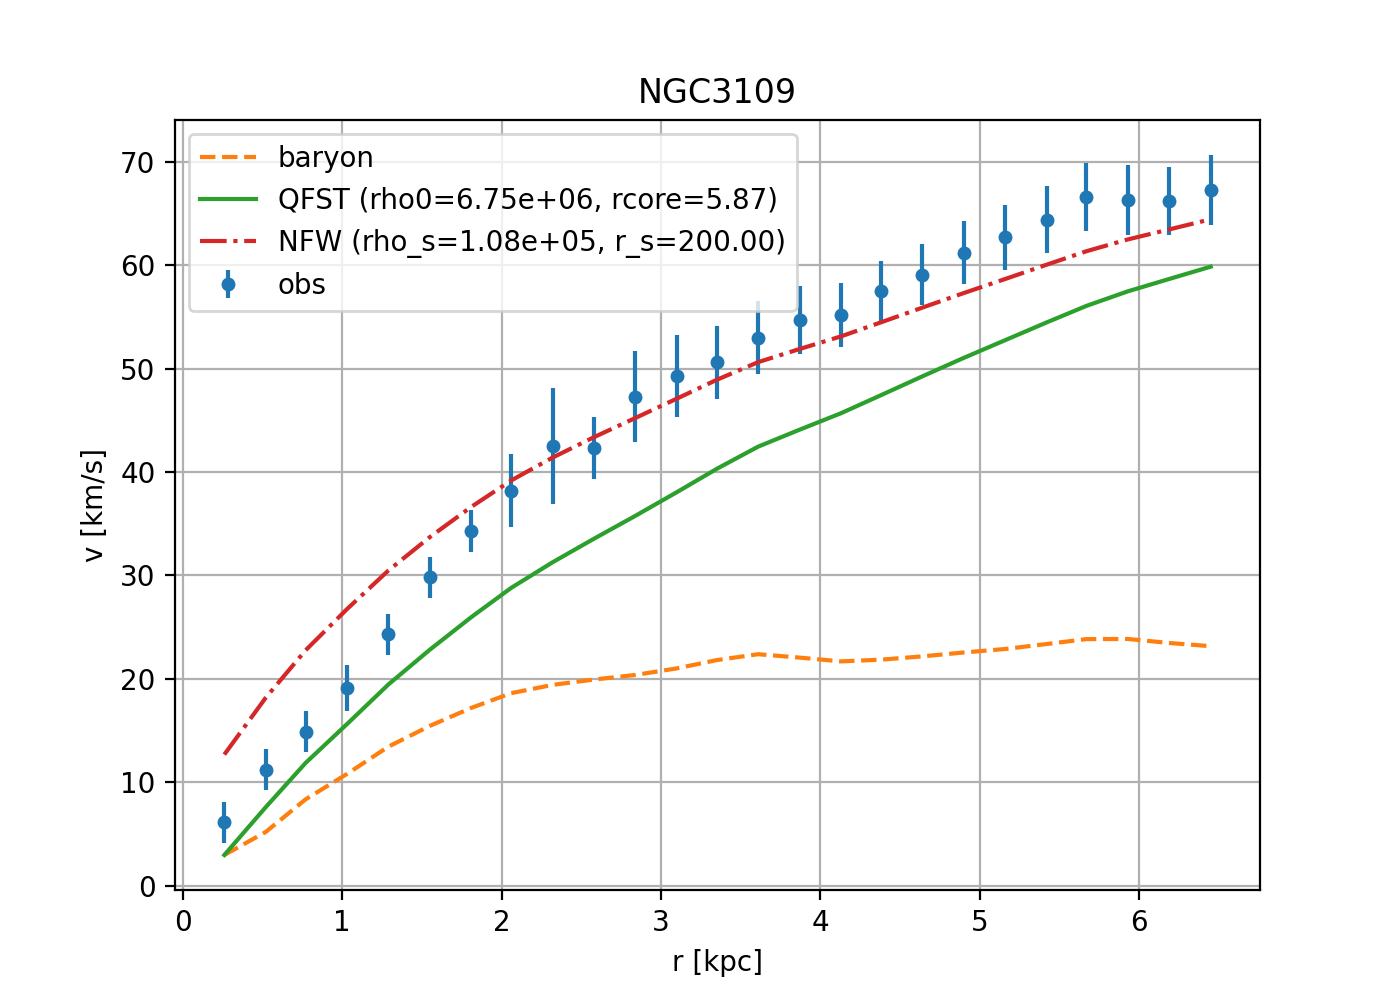 NGC3109
baryon
QFST (rho0=6.75e+06, rcore=5.87)
NFW (rho_s=1.08e+05, r_s=200.00)
obs
v [km/s]
70
60
50
40
30
20
10
0
0 1 2 3 4 5 6
r [kpc]